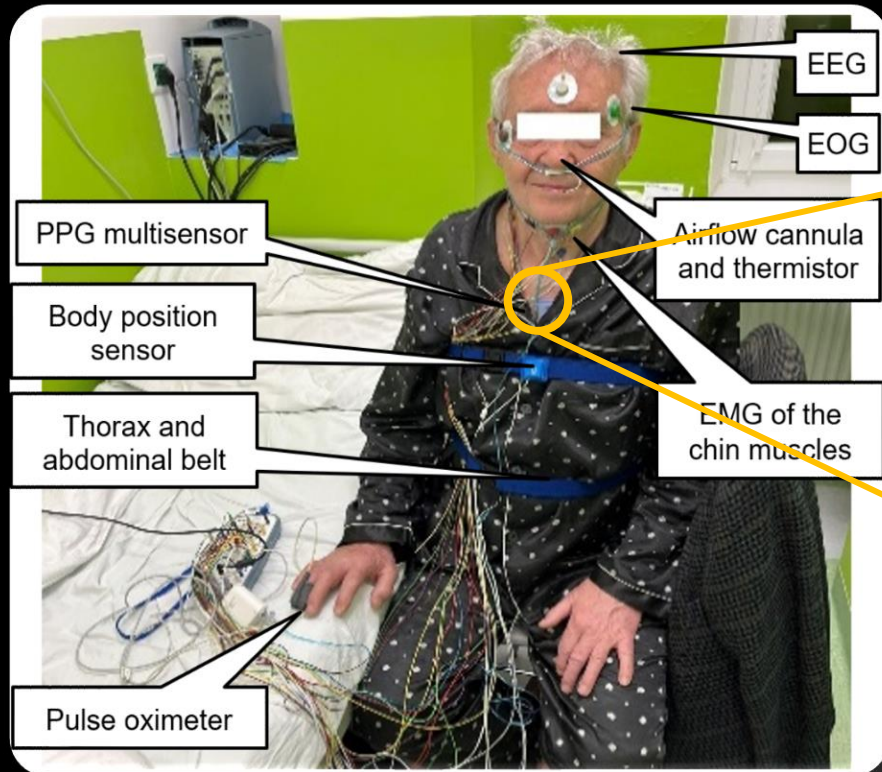 EEG
EOG
PPG multisensor
Airflow cannula
and thermistor
Body position
sensor
Thorax and
abdominal belt
EMG of the
chin muscles
Pulse oximeter